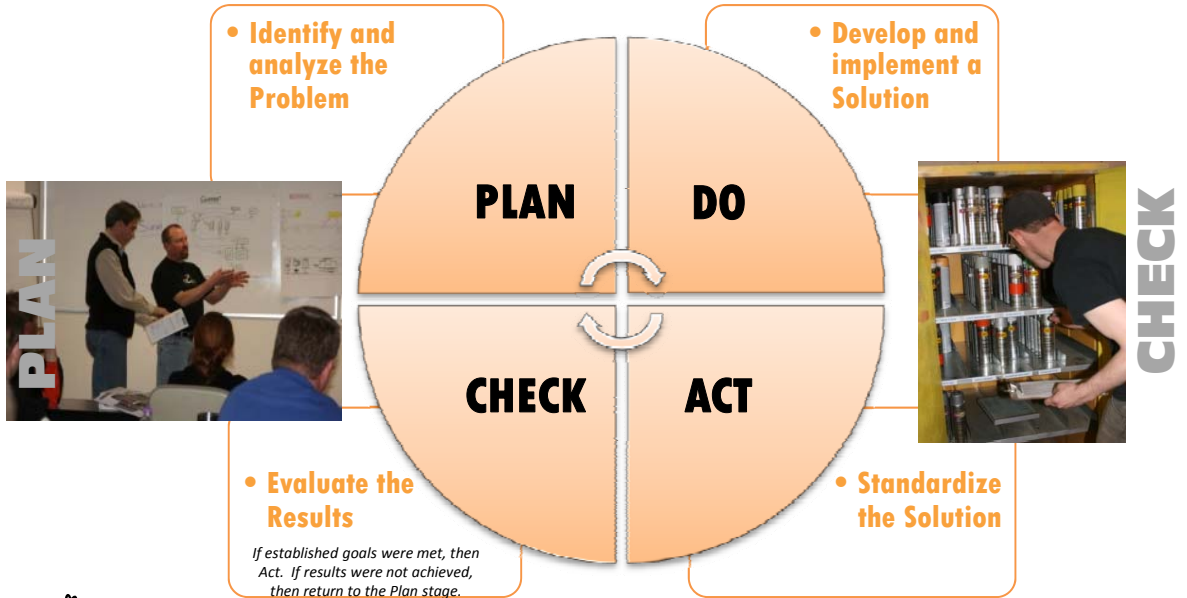 • Identify and
analyze the
Problem
• Develop and
implement a
Solution
PLAN
DO
PLAN
CHECK
CHECK
ACT
• Evaluate the
Results
If established goals were met, then
Act. If results were not achieved,
then return to the Plan stage.
• Standardize
the Solution